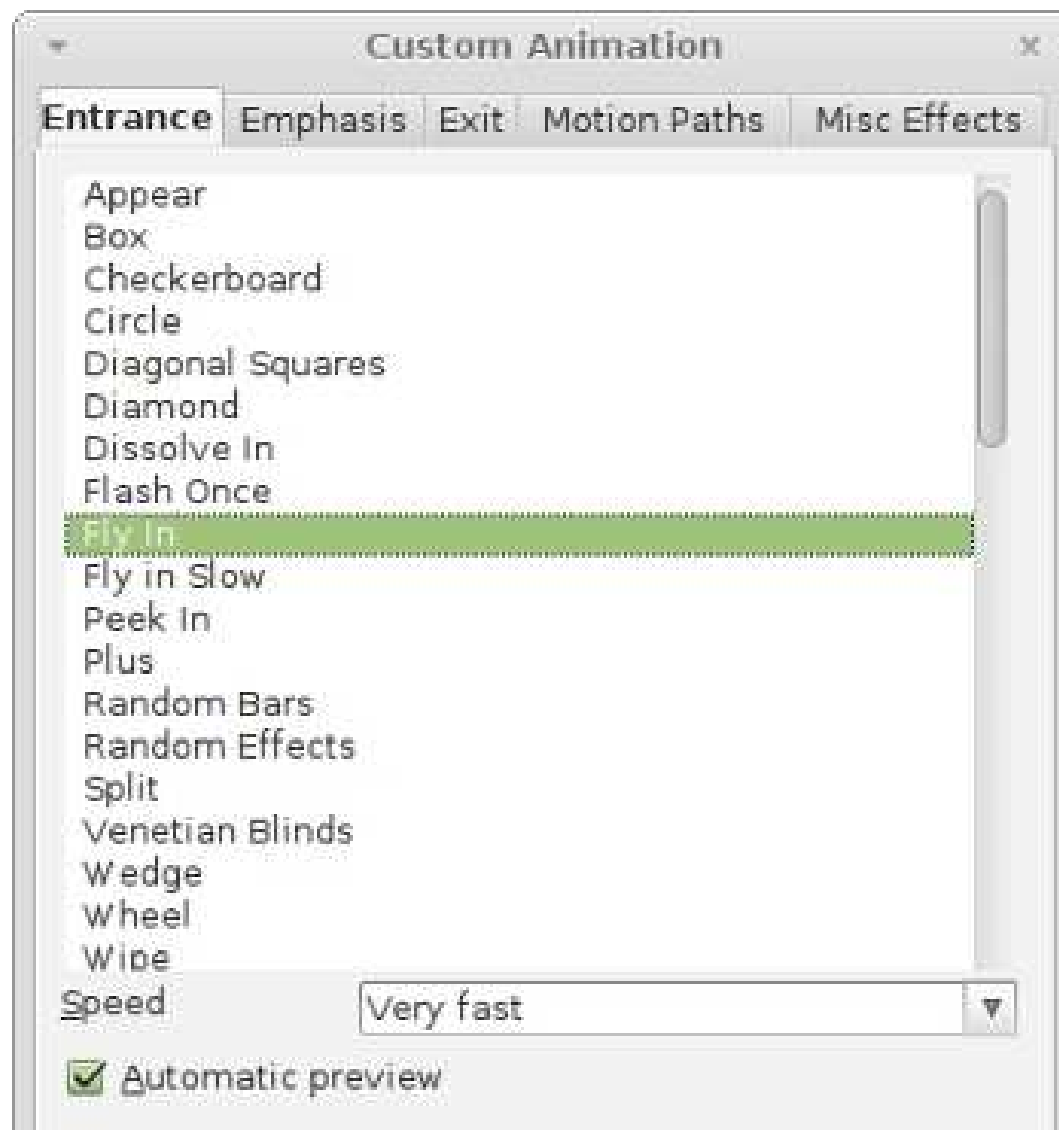 Custom Animation
Entrance Emphasis Exit Motion Paths Misc Effects
Appear
Box
Checkerboard
Circle
Diagonal Squares
Diamond
Dissolve In
Flash Once
Fly In
Fly in Slow
Peek In
Plus
Random Bars
Random Effects
Split
Venetian Blinds
Wedge
Wheel
Wipe
Speed Very fast
Automatic preview